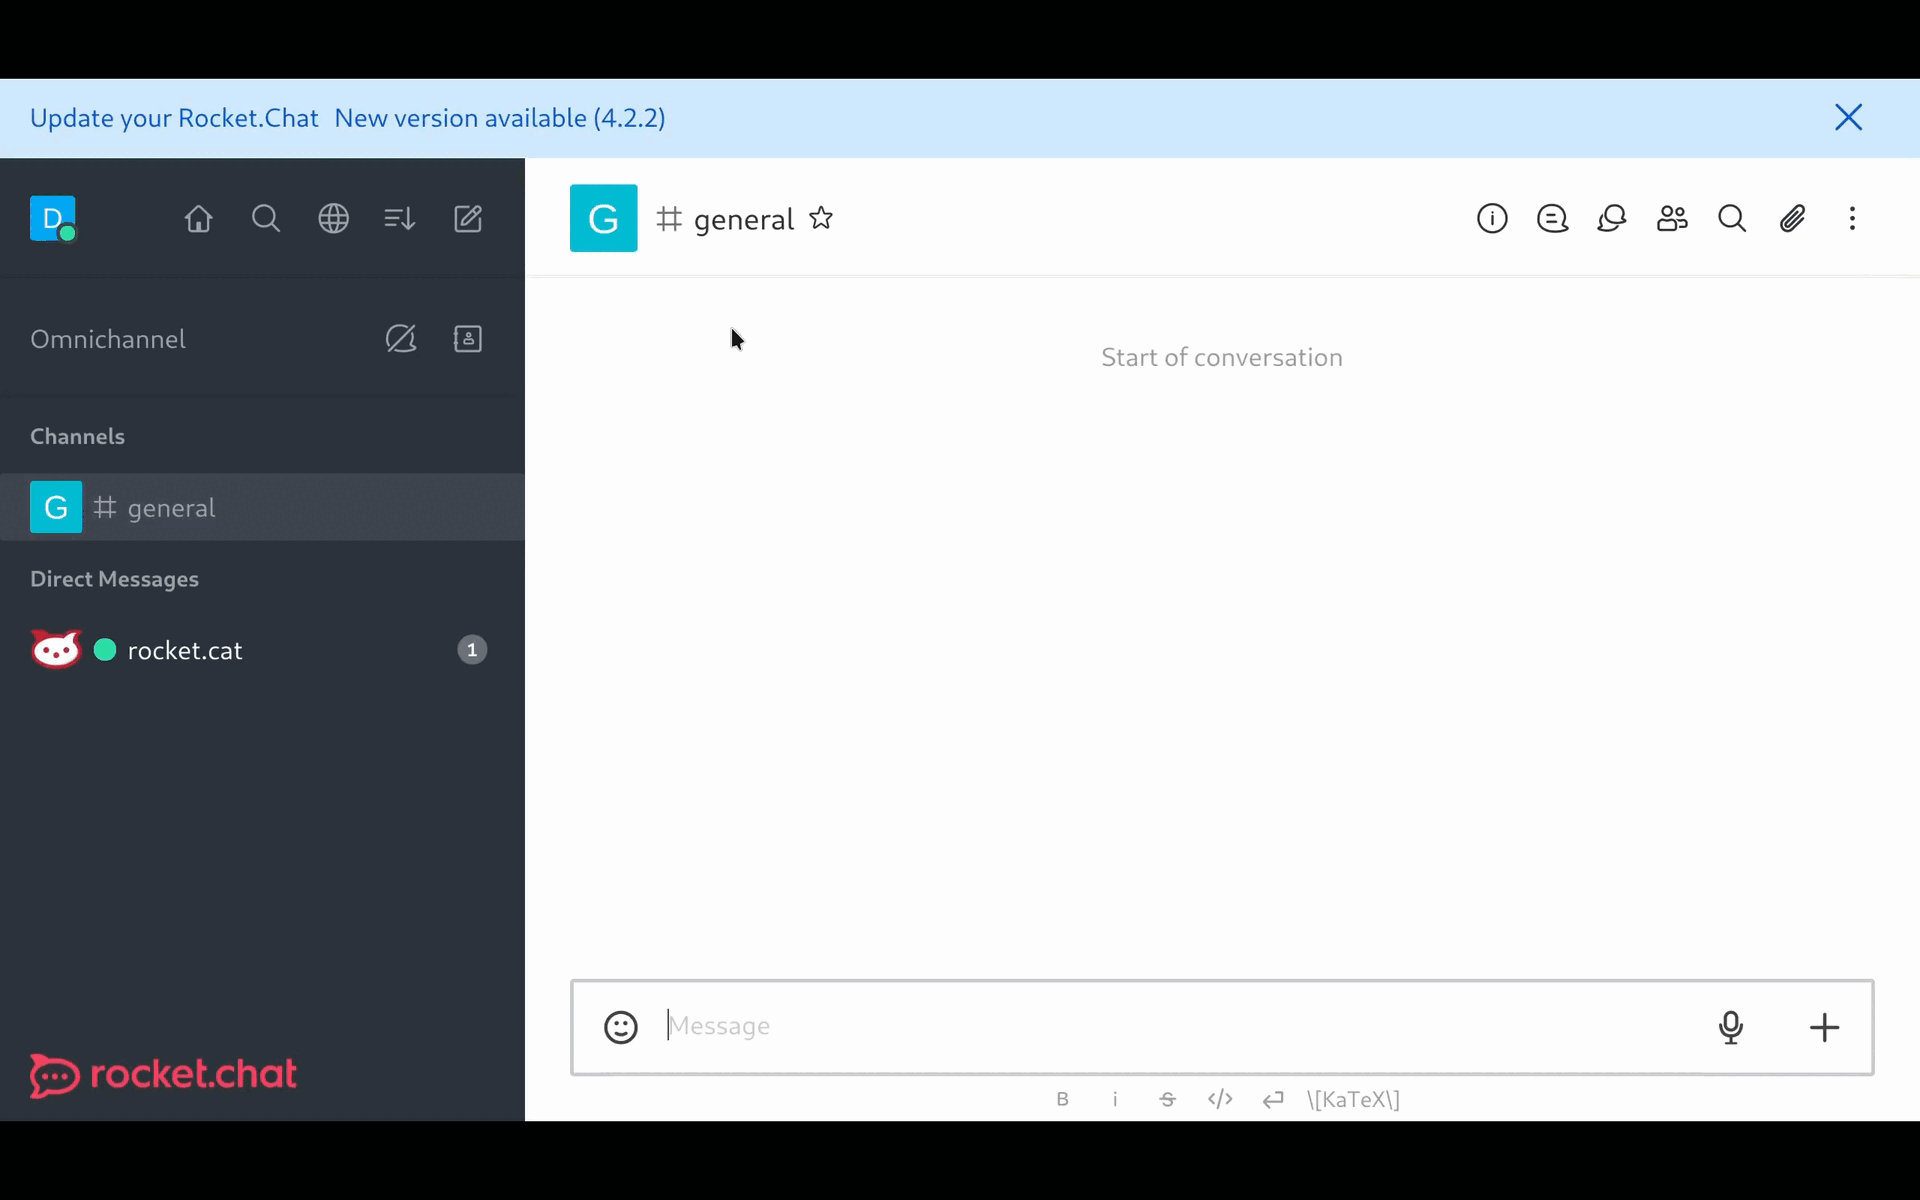 Update your Rocket.Chat New version available (4.2.2)
D
G general
Omnichannel
Start of conversation
Channels
G general
Direct Messages
rocket.cat 1
Message
rocket.chat
B i S </> \[KaTeX\]